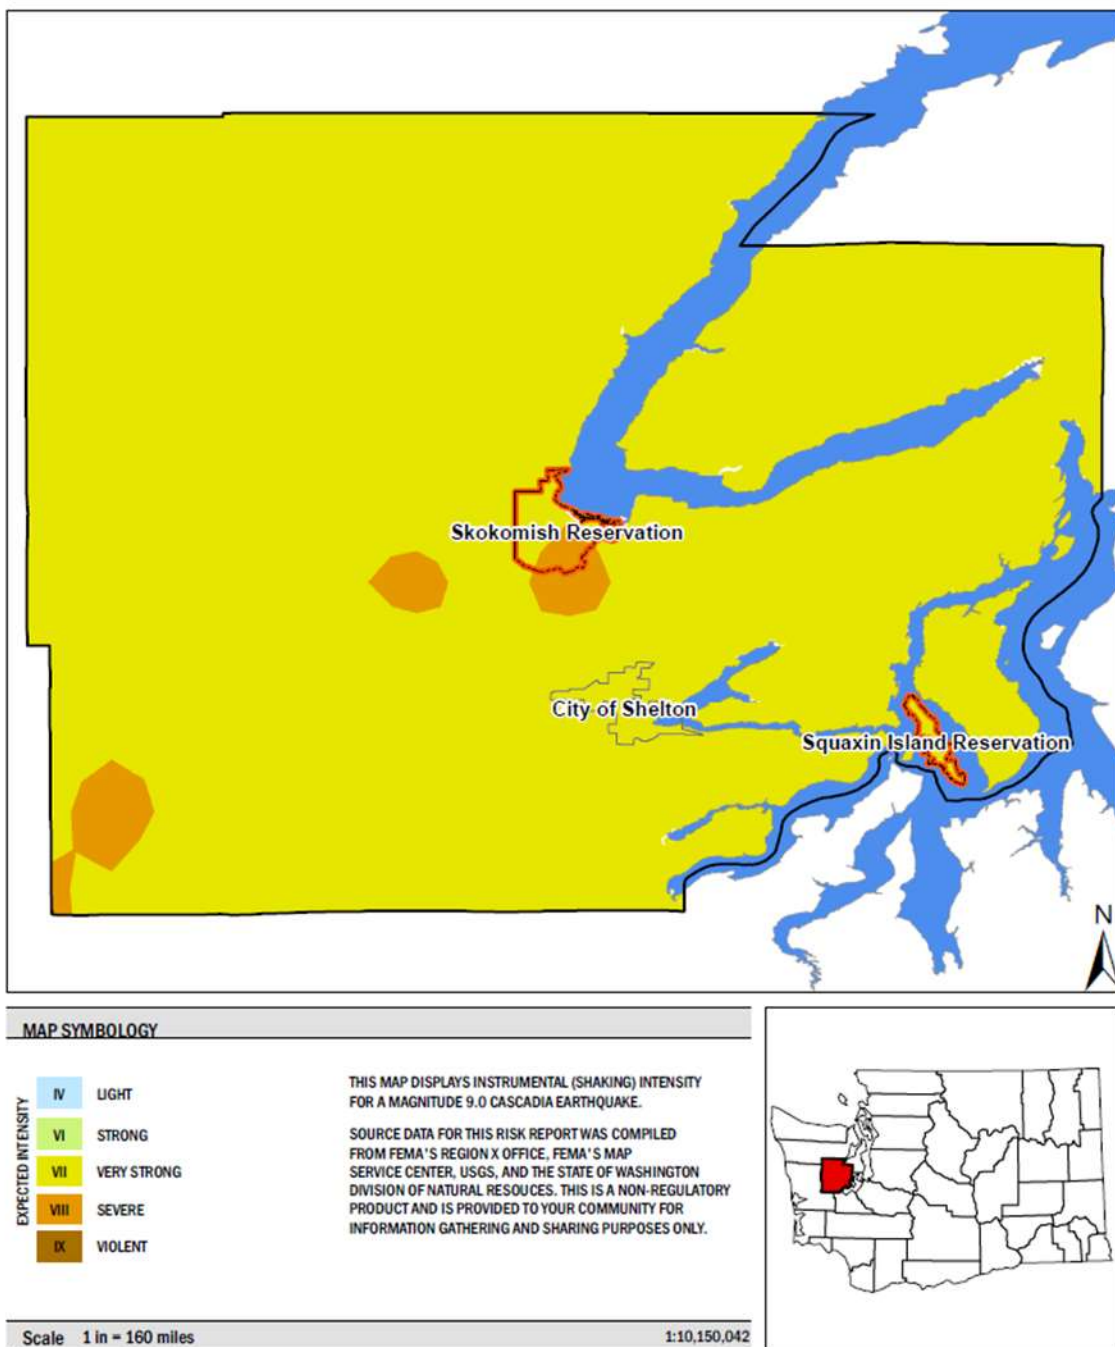 Skokomish Reservation
City of Shelton
Squaxin Island Reservation
N
MAP SYMBOLOGY
EXPECTED INTENSITY
IV LIGHT
VI STRONG
VII VERY STRONG
VIII SEVERE
IX VIOLENT
THIS MAP DISPLAYS INSTRUMENTAL (SHAKING) INTENSITY
FOR A MAGNITUDE 9.0 CASCADIA EARTHQUAKE.
SOURCE DATA FOR THIS RISK REPORT WAS COMPILED
FROM FEMA'S REGION X OFFICE, FEMA'S MAP
SERVICE CENTER, USGS, AND THE STATE OF WASHINGTON
DIVISION OF NATURAL RESOUCES. THIS IS A NON-REGULATORY
PRODUCT AND IS PROVIDED TO YOUR COMMUNITY FOR
INFORMATION GATHERING AND SHARING PURPOSES ONLY.
Scale 1 in = 160 miles
1:10,150,042